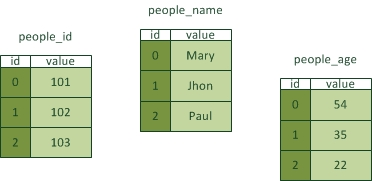 people_id
id value
0 101
1 102
2 103
people_name
id value
0 Mary
1 Jhon
2 Paul
people_age
id value
0 54
1 35
2 22